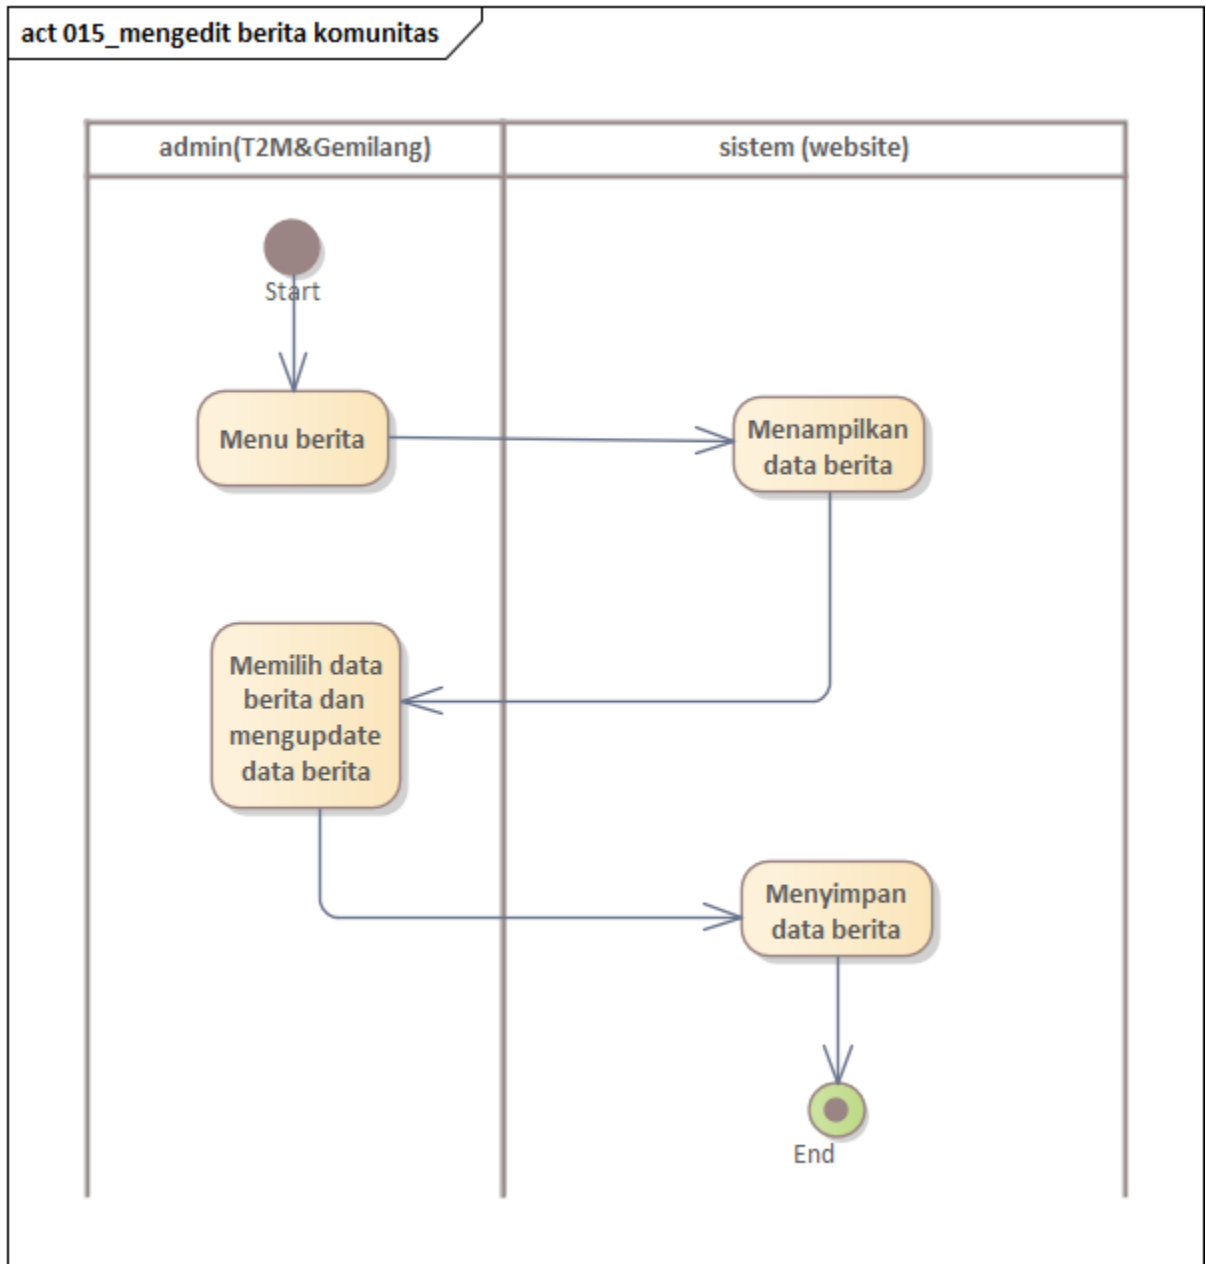 act 015_mengedit berita komunitas
admin(T2M&Gemilang)
sistem (website)
Start
Menu berita
Menampilkan
data berita
Memilih data
berita dan
mengupdate
data berita
Menyimpan
data berita
End